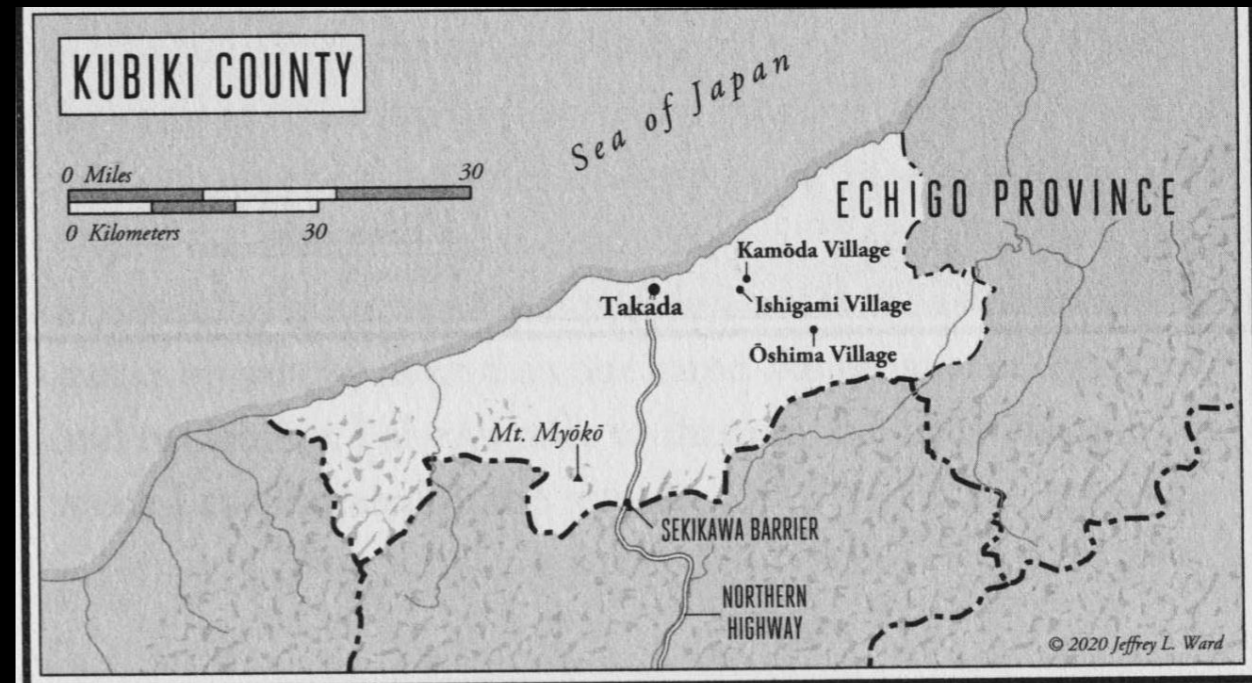 KUBIKI COUNTY
Sea of Japan
0 Miles 30
0 Kilometers 30
ECHIGO PROVINCE
Kamōda Village
Takada
Ishigami Village
Ōshima Village
Mt. Myōkō
SEKIKAWA BARRIER
NORTHERN
HIGHWAY
© 2020 Jeffrey L. Ward